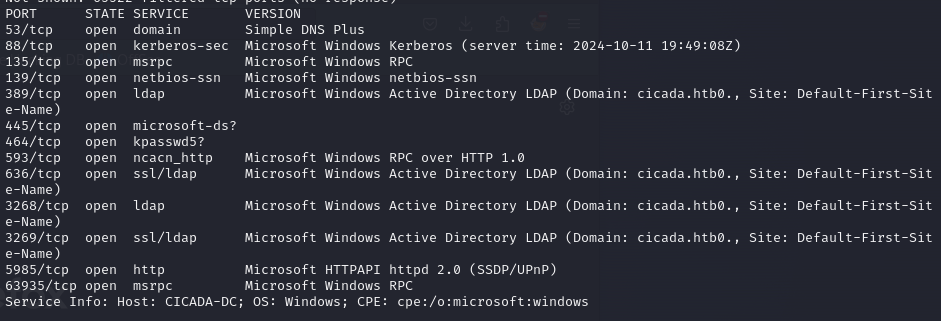 Not shown: 65522 filtered tcp ports (no-response)
PORT      STATE SERVICE       VERSION
53/tcp    open  domain        Simple DNS Plus
88/tcp    open  kerberos-sec  Microsoft Windows Kerberos (server time: 2024-10-11 19:49:08Z)
135/tcp   open  msrpc         Microsoft Windows RPC
139/tcp   open  netbios-ssn   Microsoft Windows netbios-ssn
389/tcp   open  ldap          Microsoft Windows Active Directory LDAP (Domain: cicada.htb0., Site: Default-First-Sit
e-Name)
445/tcp   open  microsoft-ds?
464/tcp   open  kpasswd5?
593/tcp   open  ncacn_http    Microsoft Windows RPC over HTTP 1.0
636/tcp   open  ssl/ldap      Microsoft Windows Active Directory LDAP (Domain: cicada.htb0., Site: Default-First-Sit
e-Name)
3268/tcp  open  ldap          Microsoft Windows Active Directory LDAP (Domain: cicada.htb0., Site: Default-First-Sit
e-Name)
3269/tcp  open  ssl/ldap      Microsoft Windows Active Directory LDAP (Domain: cicada.htb0., Site: Default-First-Sit
e-Name)
5985/tcp  open  http          Microsoft HTTPAPI httpd 2.0 (SSDP/UPnP)
63935/tcp open  msrpc         Microsoft Windows RPC
Service Info: Host: CICADA-DC; OS: Windows; CPE: cpe:/o:microsoft:windows